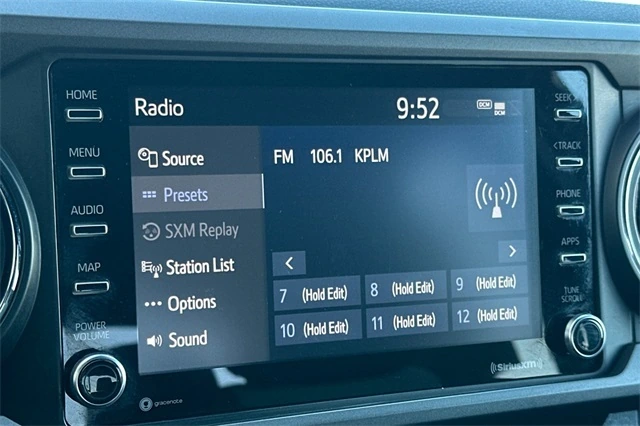 HOME
MENU
AUDIO
MAP
POWER
VOLUME
Radio
9:52
DCM
DCM
Source
Presets
SXM Replay
Station List
Options
Sound
FM 106.1 KPLM
<
>
7 (Hold Edit) 8 (Hold Edit) 9 (Hold Edit)
10 (Hold Edit) 11 (Hold Edit) 12 (Hold Edit)
SEEK>
<TRACK
PHONE
APPS
TUNE
SCROLL
gracenote
SiriusXM